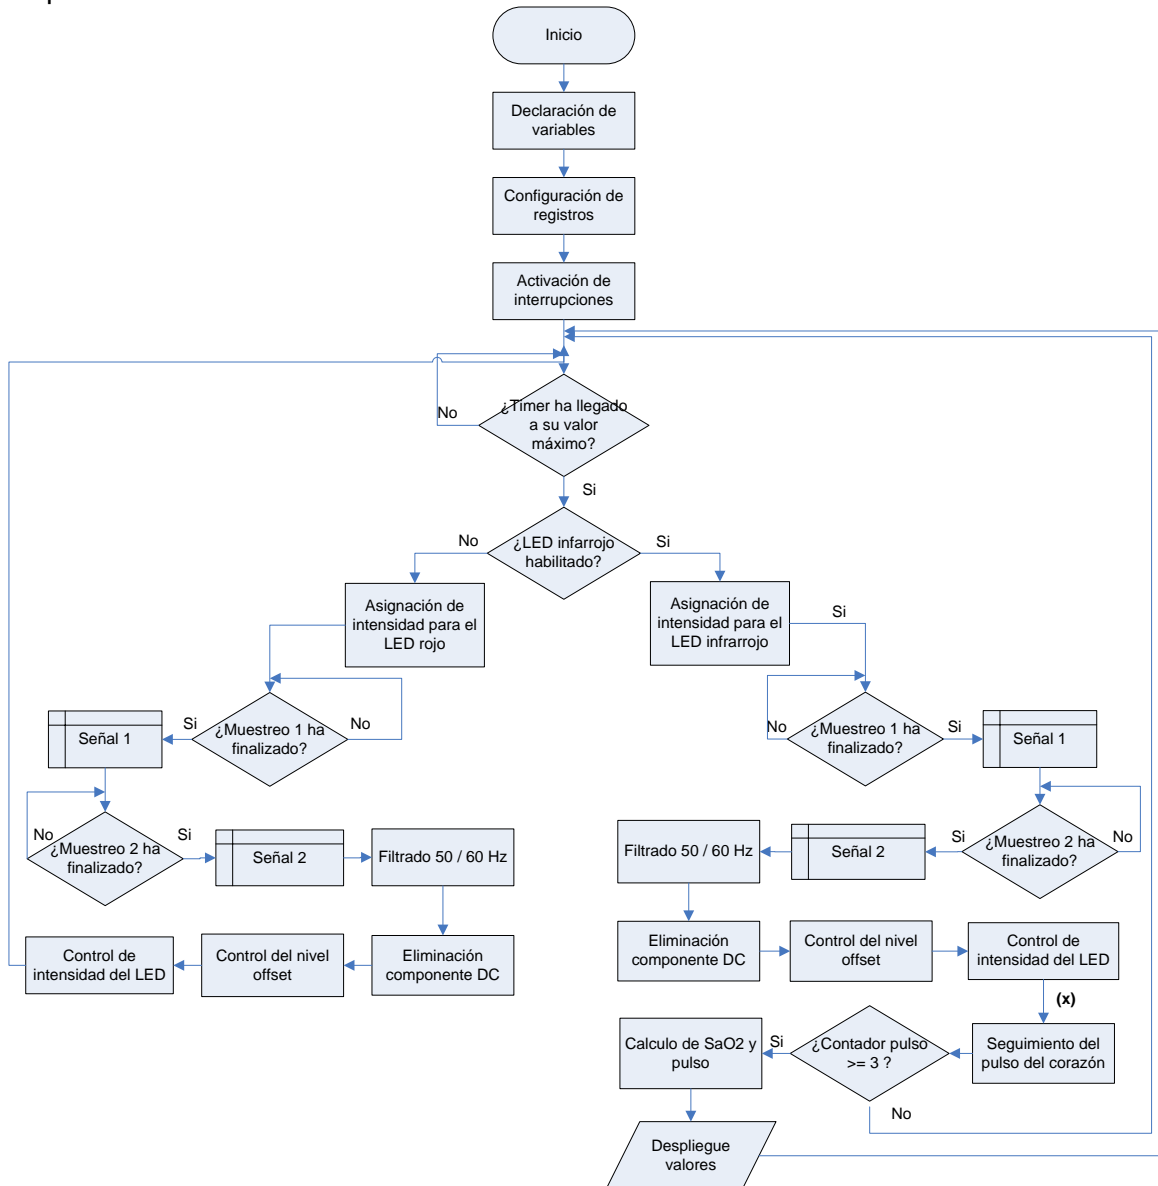 Inicio
Declaración de
variables
Configuración de
registros
Activación de
interrupciones
¿Timer ha llegado
a su valor
máximo?
No
Si
¿LED infarrojo
habilitado?
No
Si
Asignación de
intensidad para el
LED rojo
Asignación de
intensidad para el
LED infrarrojo
Si
¿Muestreo 1 ha
finalizado?
Si
No
Señal 1
¿Muestreo 1 ha
finalizado?
No
Si
Señal 1
¿Muestreo 2 ha
finalizado?
No
Si
Señal 2
Filtrado 50 / 60 Hz
Filtrado 50 / 60 Hz
Señal 2
Si
¿Muestreo 2 ha
finalizado?
No
Control de
intensidad del LED
Control del nivel
offset
Eliminación
componente DC
Eliminación
componente DC
Control del nivel
offset
Control de
intensidad del LED
(x)
Calculo de SaO2 y
pulso
Si
¿Contador pulso
>= 3 ?
Seguimiento del
pulso del corazón
No
Despliegue
valores